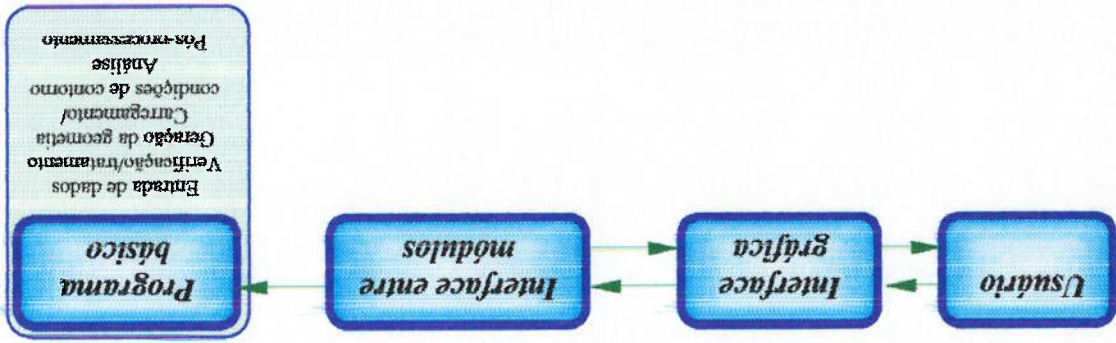 Usuário
Interface
gráfica
Interface entre
módulos
Programa
básico
Entrada de dados
Verificação/tratamento
Geração da geometia
Carregamento/
condições de contorno
Análise
Pós-processamento